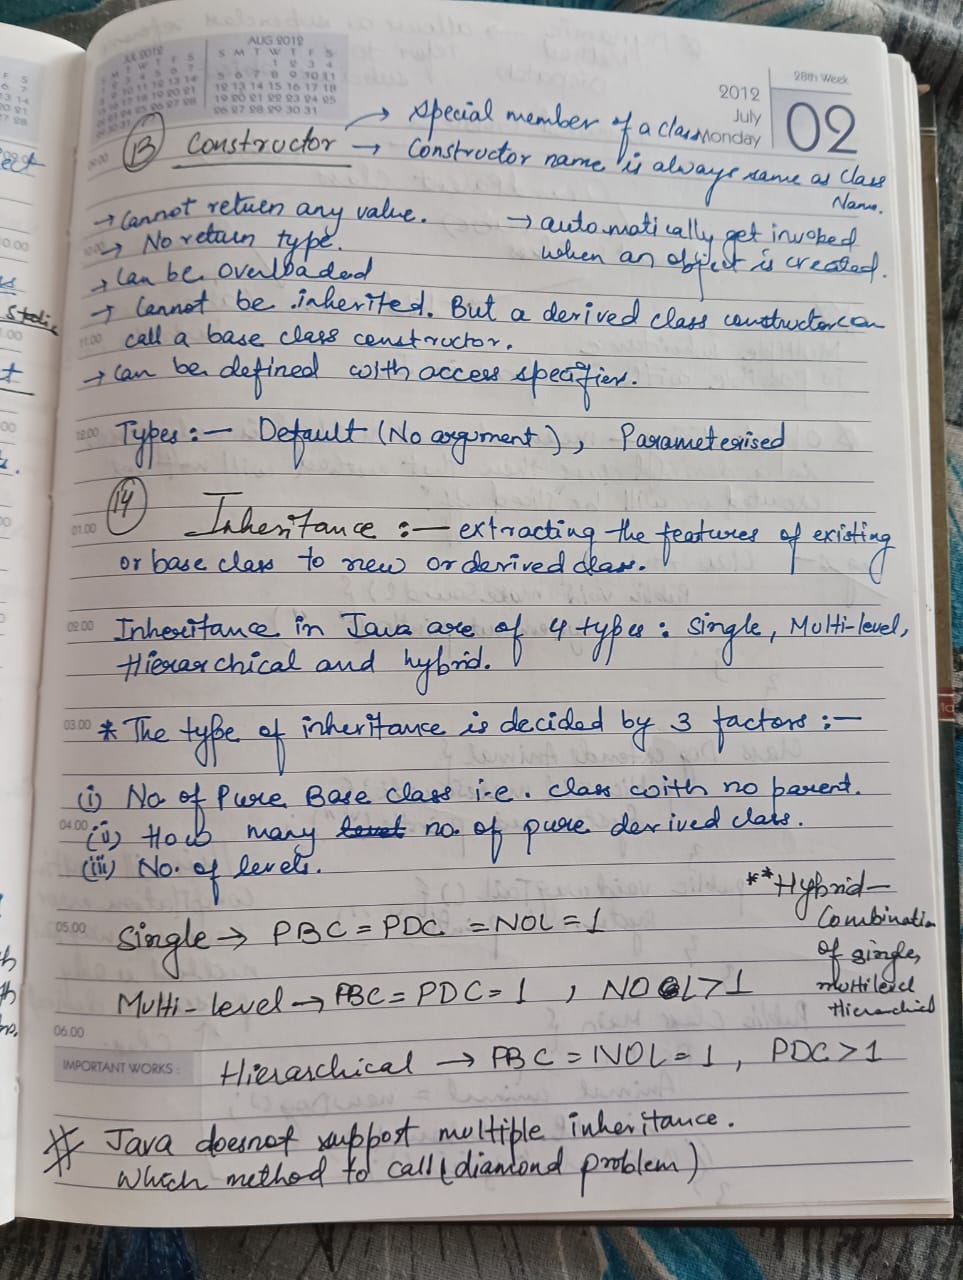 JUL 2012
AUG 2012
S M T W T F S
1 2 3 4
5 6 7 8 9 10 11
12 13 14 15 16 17 18
19 20 21 22 23 24 25
26 27 28 29 30 31
28th Week
2012
July
Monday
02
→ Special member of a class
09:00
13 Constructor → Constructor name is always same as class
Name.
→ Cannot return any value. → automatically get invoked
10:00 → No return type. when an object is created.
→ Can be overloaded
→ Cannot be inherited. But a derived class constructor can
11.00 call a base class constructor.
→ Can be defined with access specifier.
12:00 Types :— Default (No argument), Parameterised
14
01.00 Inheritance :— extracting the features of existing
or base class to new or derived class.
02.00 Inheritance in Java are of 4 types : Single, Multi-level,
Hierarchical and hybrid.
03.00 * The type of inheritance is decided by 3 factors :—
(i) No. of Pure Base class i.e. class with no parent.
04.00 (ii) How many level no. of pure derived class.
(iii) No. of levels.
**Hybrid—
Combination
of single,
multilevel
Hierarchical
05.00 Single → PBC = PDC = NOL = 1
Multi-level → PBC = PDC = 1 , NOL > 1
06.00
IMPORTANT WORKS :
Hierarchical → PBC = NOL = 1 , PDC > 1
# Java doesnot support multiple inheritance.
Which method to call (diamond problem)